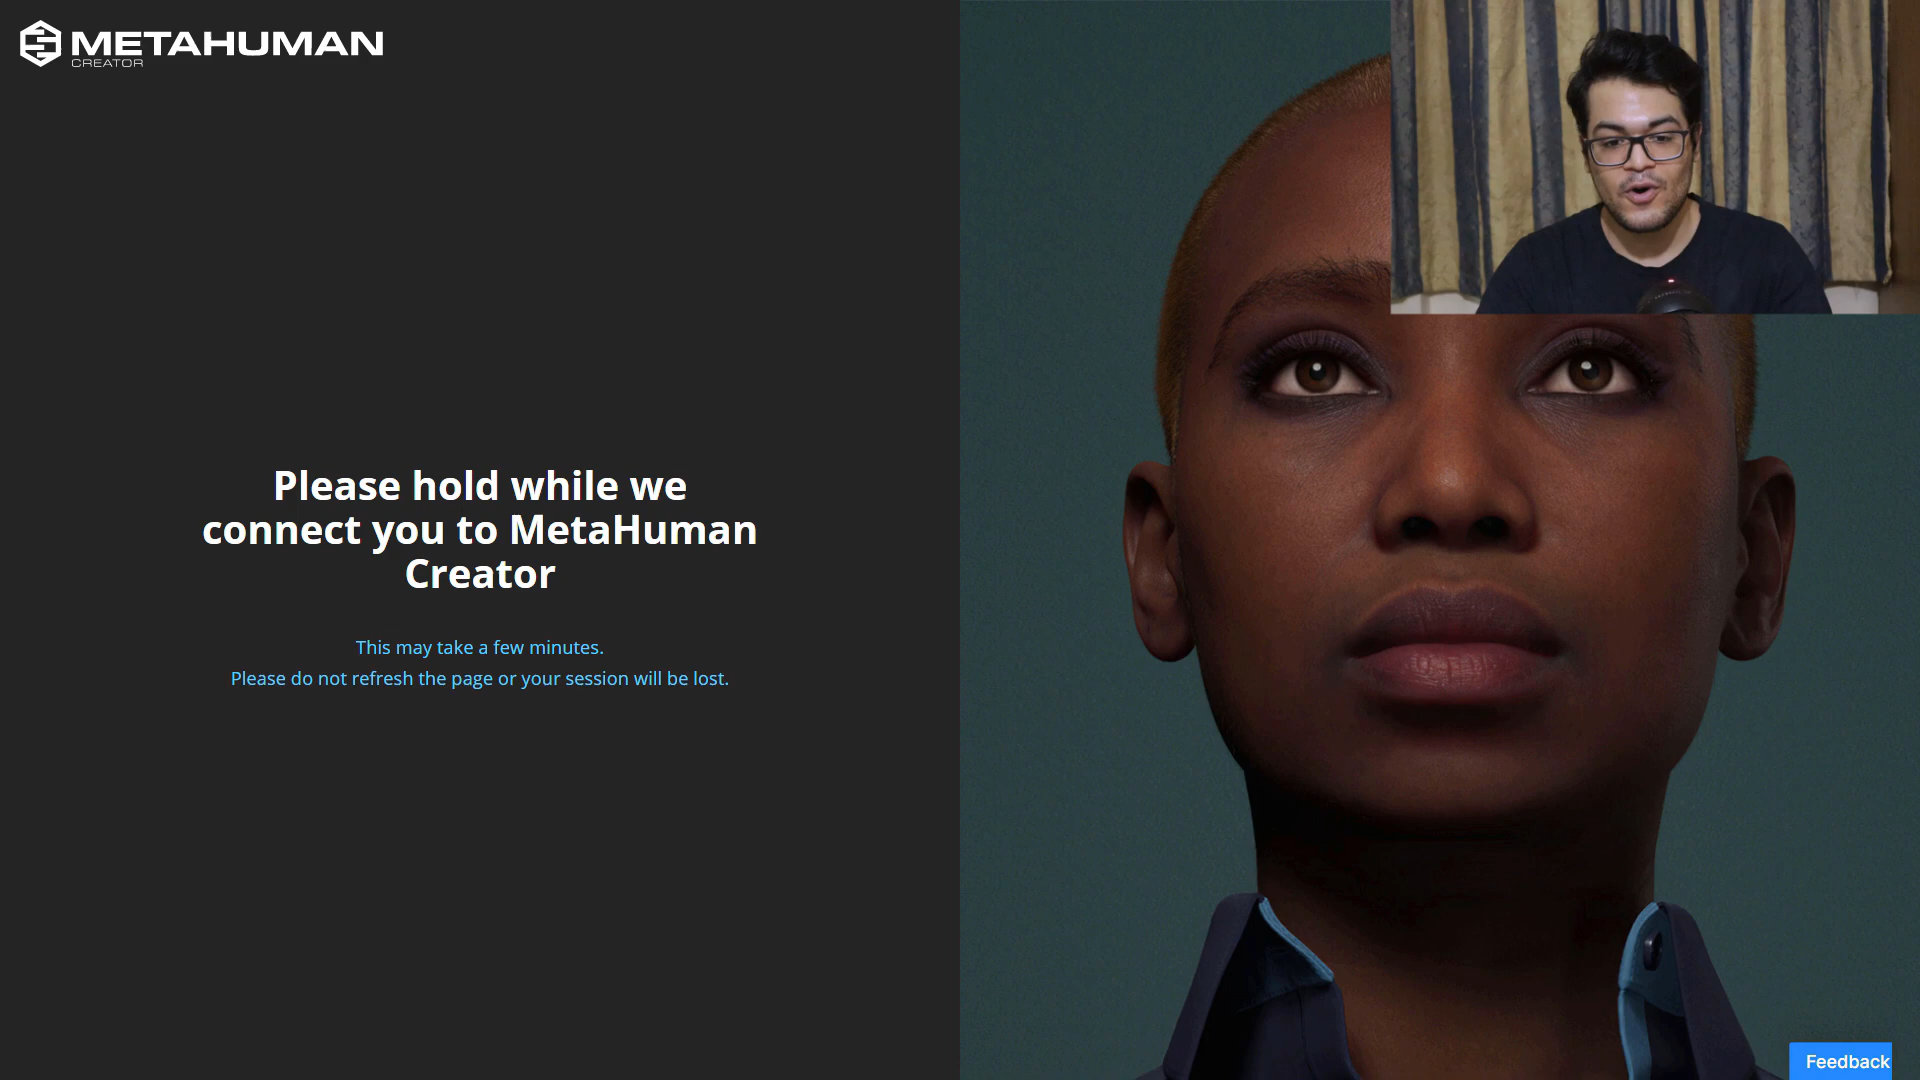 METAHUMAN
CREATOR
Please hold while we
connect you to MetaHuman
Creator
This may take a few minutes.
Please do not refresh the page or your session will be lost.
Feedback